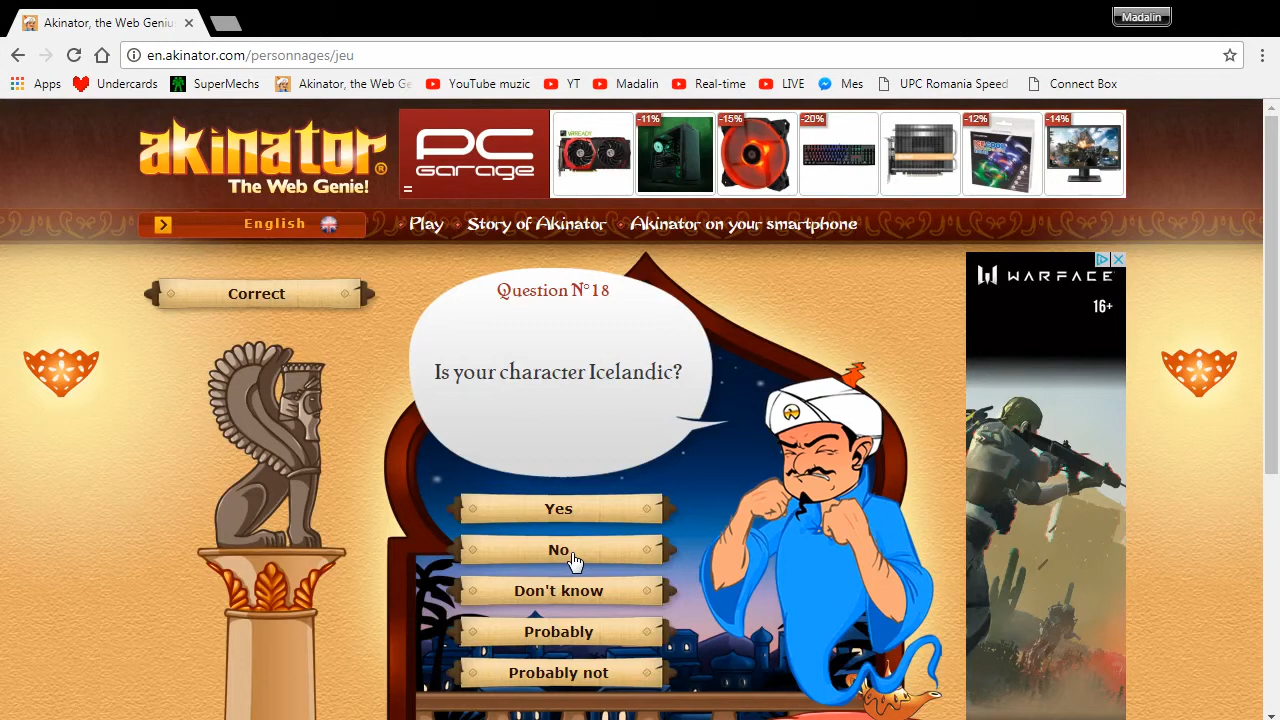 Akinator, the Web Geniu
Madalin
en.akinator.com/personnages/jeu
Apps Undercards SuperMechs Akinator, the Web Ge YouTube muzic YT Madalin Real-time LIVE Mes UPC Romania Speed Connect Box
akinator®
The Web Genie!
PC
Garage
-11% -15% -20% -12% -14%
English
Play Story of Akinator Akinator on your smartphone
Correct
Question N°18
Is your character Icelandic?
Yes
No
Don't know
Probably
Probably not
WARFACE
16+